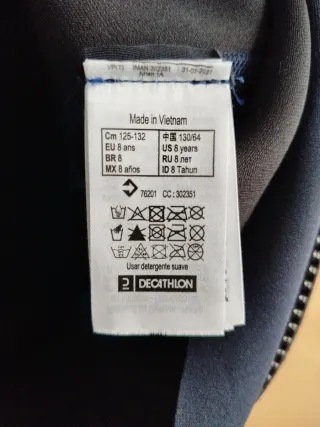 Made in Vietnam
Cm 125-132 中国 130/64
EU 8 ans US 8 years
BR 8 RU 8 лет
MX 8 años ID 8 Tahun
76201 CC : 302351
Usar detergente suave
DECATHLON